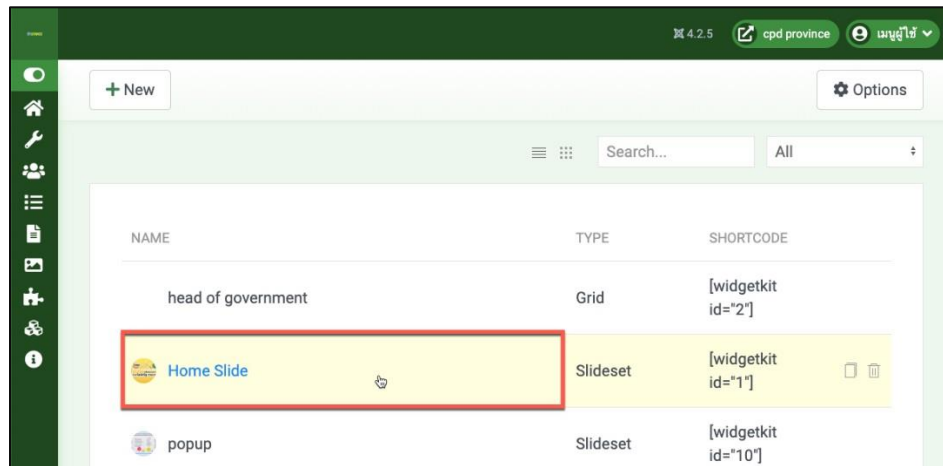 4.2.5
cpd province
เมนูผู้ใช้
New
Options
Search...
All
NAME
TYPE
SHORTCODE
head of government
Grid
[widgetkit
id="2"]
Home Slide
Slideset
[widgetkit
id="1"]
popup
Slideset
[widgetkit
id="10"]